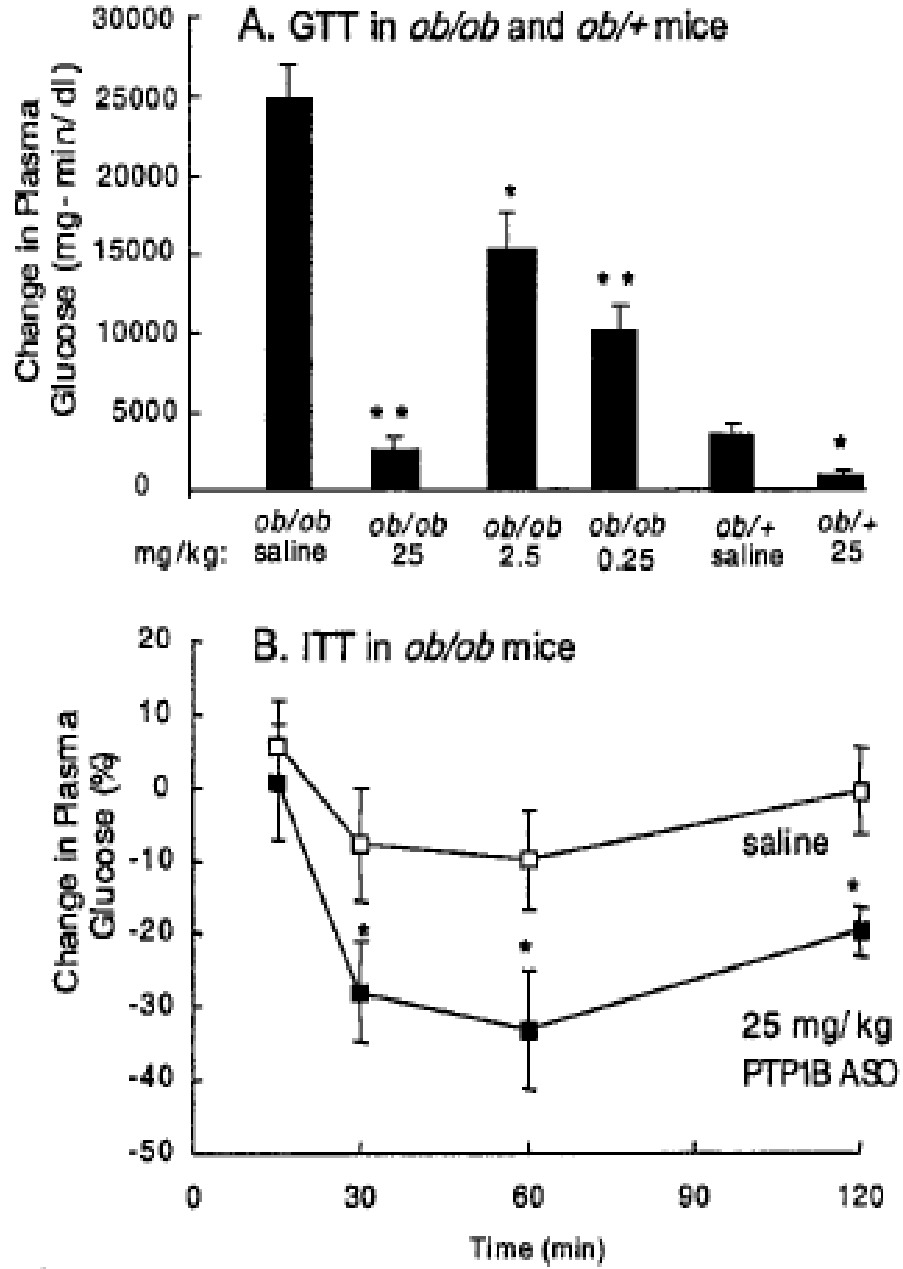 A. GTT in ob/ob and ob/+ mice
Change in Plasma
Glucose (mg-min/dl)
30000
25000
20000
15000
10000
5000
0
*
* *
* *
*
ob/ob ob/ob ob/ob ob/ob ob/+ ob/+
mg/kg: saline 25 2.5 0.25 saline 25
B. ITT in ob/ob mice
Change in Plasma
Glucose (%)
20
10
0
-10
-20
-30
-40
-50
saline
*
*
*
25 mg/kg
PTP1B ASO
0 30 60 90 120
Time (min)